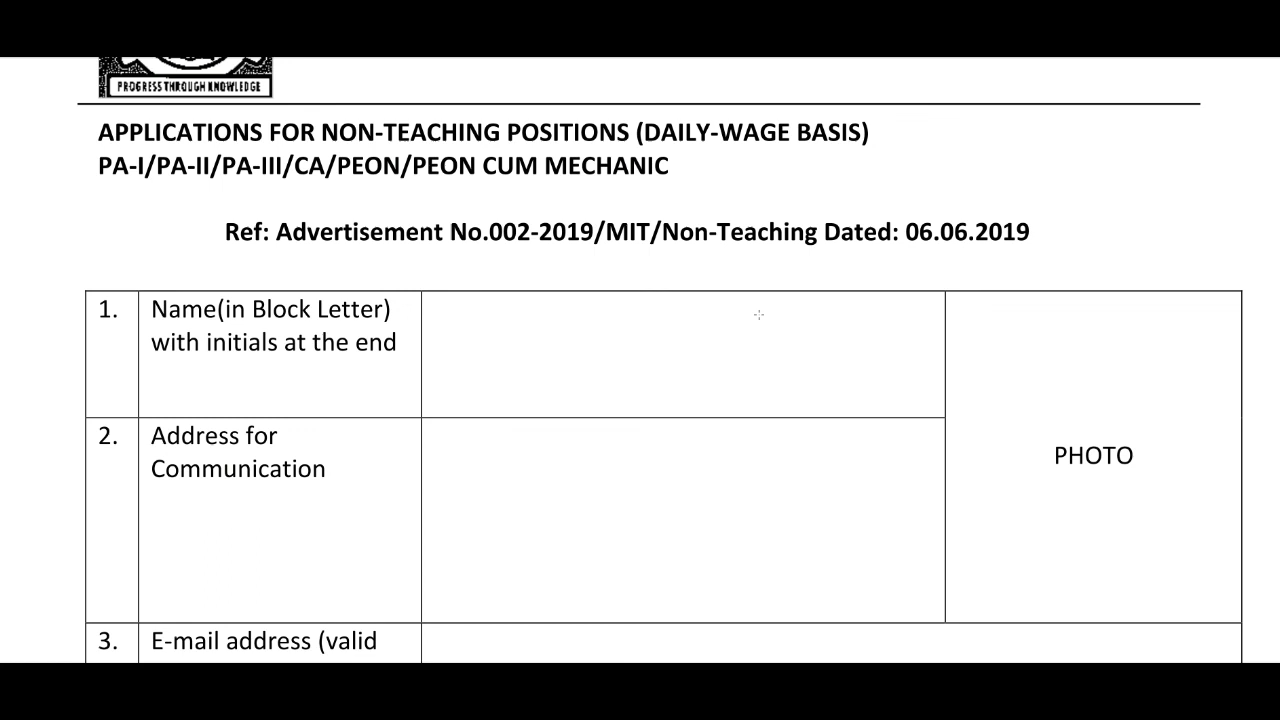 PROGRESS THROUGH KNOWLEDGE
APPLICATIONS FOR NON-TEACHING POSITIONS (DAILY-WAGE BASIS)
PA-I/PA-II/PA-III/CA/PEON/PEON CUM MECHANIC
Ref: Advertisement No.002-2019/MIT/Non-Teaching Dated: 06.06.2019
1. Name(in Block Letter)
with initials at the end
PHOTO
2. Address for
Communication
3. E-mail address (valid